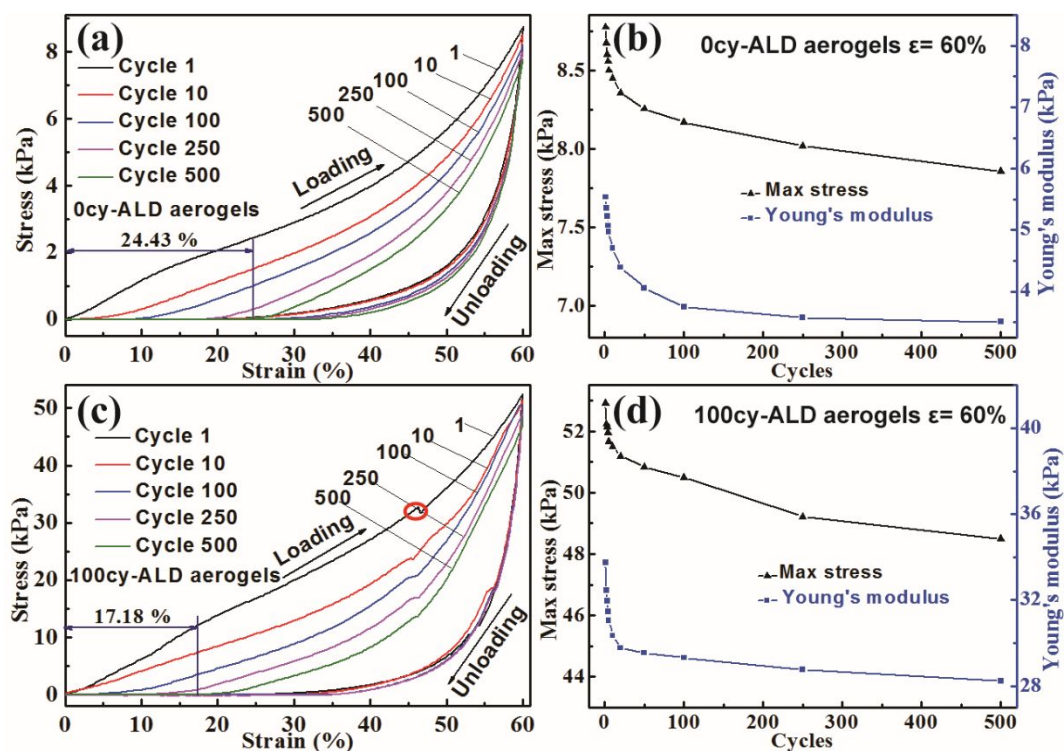 (a)
Cycle 1
Cycle 10
Cycle 100
Cycle 250
Cycle 500
0cy-ALD aerogels
24.43 %
Loading
Unloading
500
250
100
10
1
Stress (kPa)
0
2
4
6
8
0
10
20
30
40
50
60
Strain (%)
(b)
0cy-ALD aerogels ε= 60%
Max stress
Young's modulus
Max stress (kPa)
7.0
7.5
8.0
8.5
Young's modulus (kPa)
3
4
5
6
7
8
0
100
200
300
400
500
Cycles
(c)
Cycle 1
Cycle 10
Cycle 100
Cycle 250
Cycle 500
100cy-ALD aerogels
17.18 %
Loading
Unloading
500
250
100
10
1
Stress (kPa)
0
10
20
30
40
50
0
10
20
30
40
50
60
Strain (%)
(d)
100cy-ALD aerogels ε= 60%
Max stress
Young's modulus
Max stress (kPa)
44
46
48
50
52
Young's modulus (kPa)
28
32
36
40
0
100
200
300
400
500
Cycles